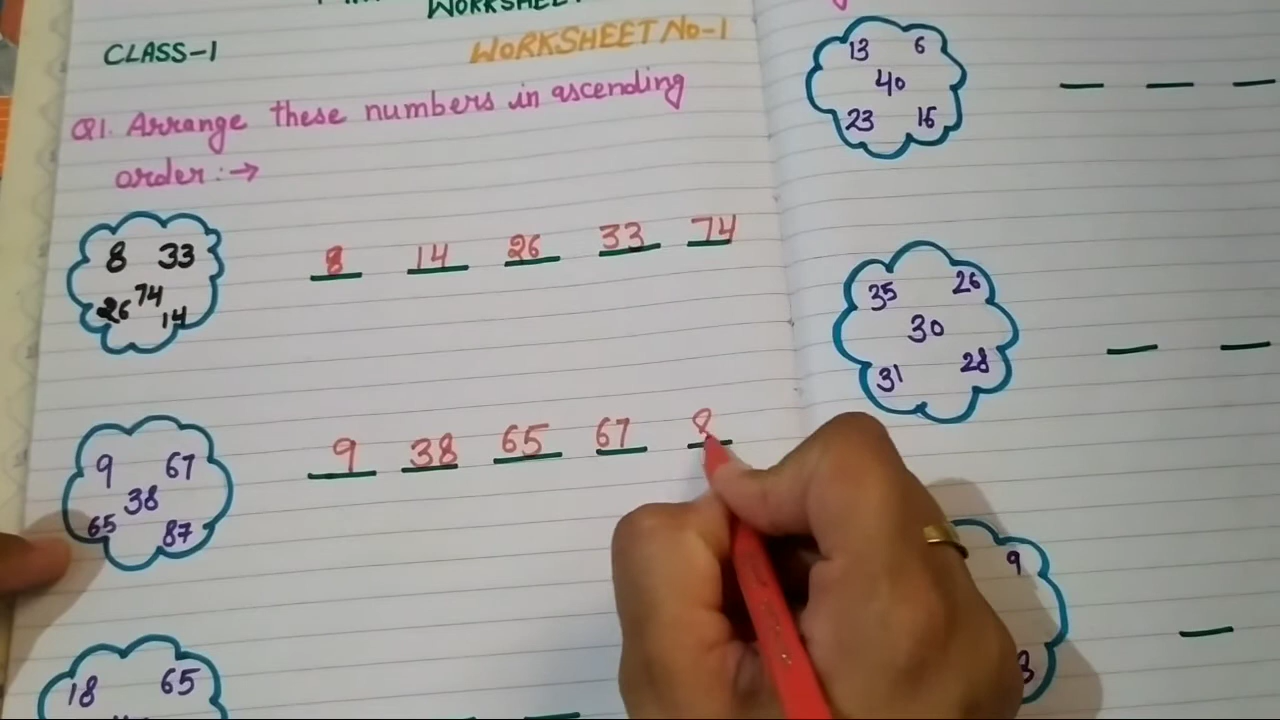 WORKSHEET
CLASS-1
WORKSHEET NO-1
Q1. Arrange these numbers in ascending
order:→
8 33
74
26 14
8 14 26 33 74
9 67
38
65 87
9 38 65 67 8
18 65
13 6
40
23 16
35 26
30
31 28
9